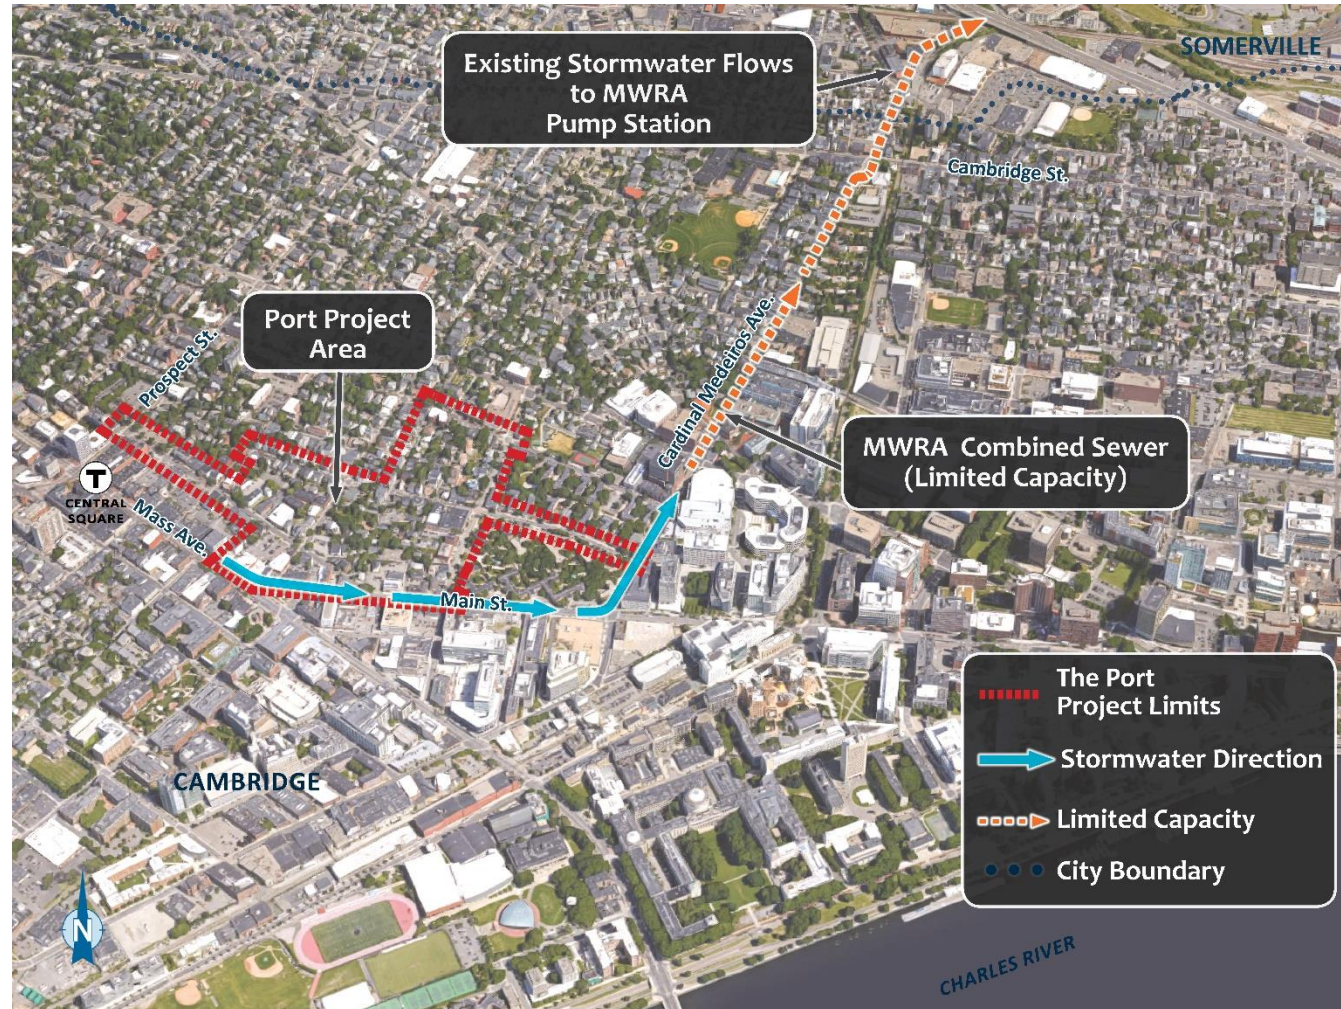 SOMERVILLE
Existing Stormwater Flows
to MWRA
Pump Station
Cambridge St.
Port Project
Area
Prospect St.
Cardinal Medeiros Ave.
MWRA Combined Sewer
(Limited Capacity)
T
CENTRAL
SQUARE
Mass Ave.
Main St.
CAMBRIDGE
The Port
Project Limits
Stormwater Direction
Limited Capacity
City Boundary
N
CHARLES RIVER